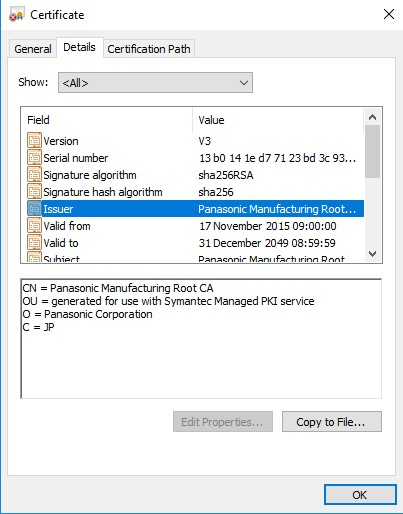 Certificate
General Details Certification Path
Show: <All>
Field Value
Version V3
Serial number 13 b0 14 1e d7 71 23 bd 3c 93...
Signature algorithm sha256RSA
Signature hash algorithm sha256
Issuer Panasonic Manufacturing Root...
Valid from 17 November 2015 09:00:00
Valid to 31 December 2049 08:59:59
Subject Panasonic Manufacturing Root
CN = Panasonic Manufacturing Root CA
OU = generated for use with Symantec Managed PKI service
O = Panasonic Corporation
C = JP
Edit Properties... Copy to File...
OK